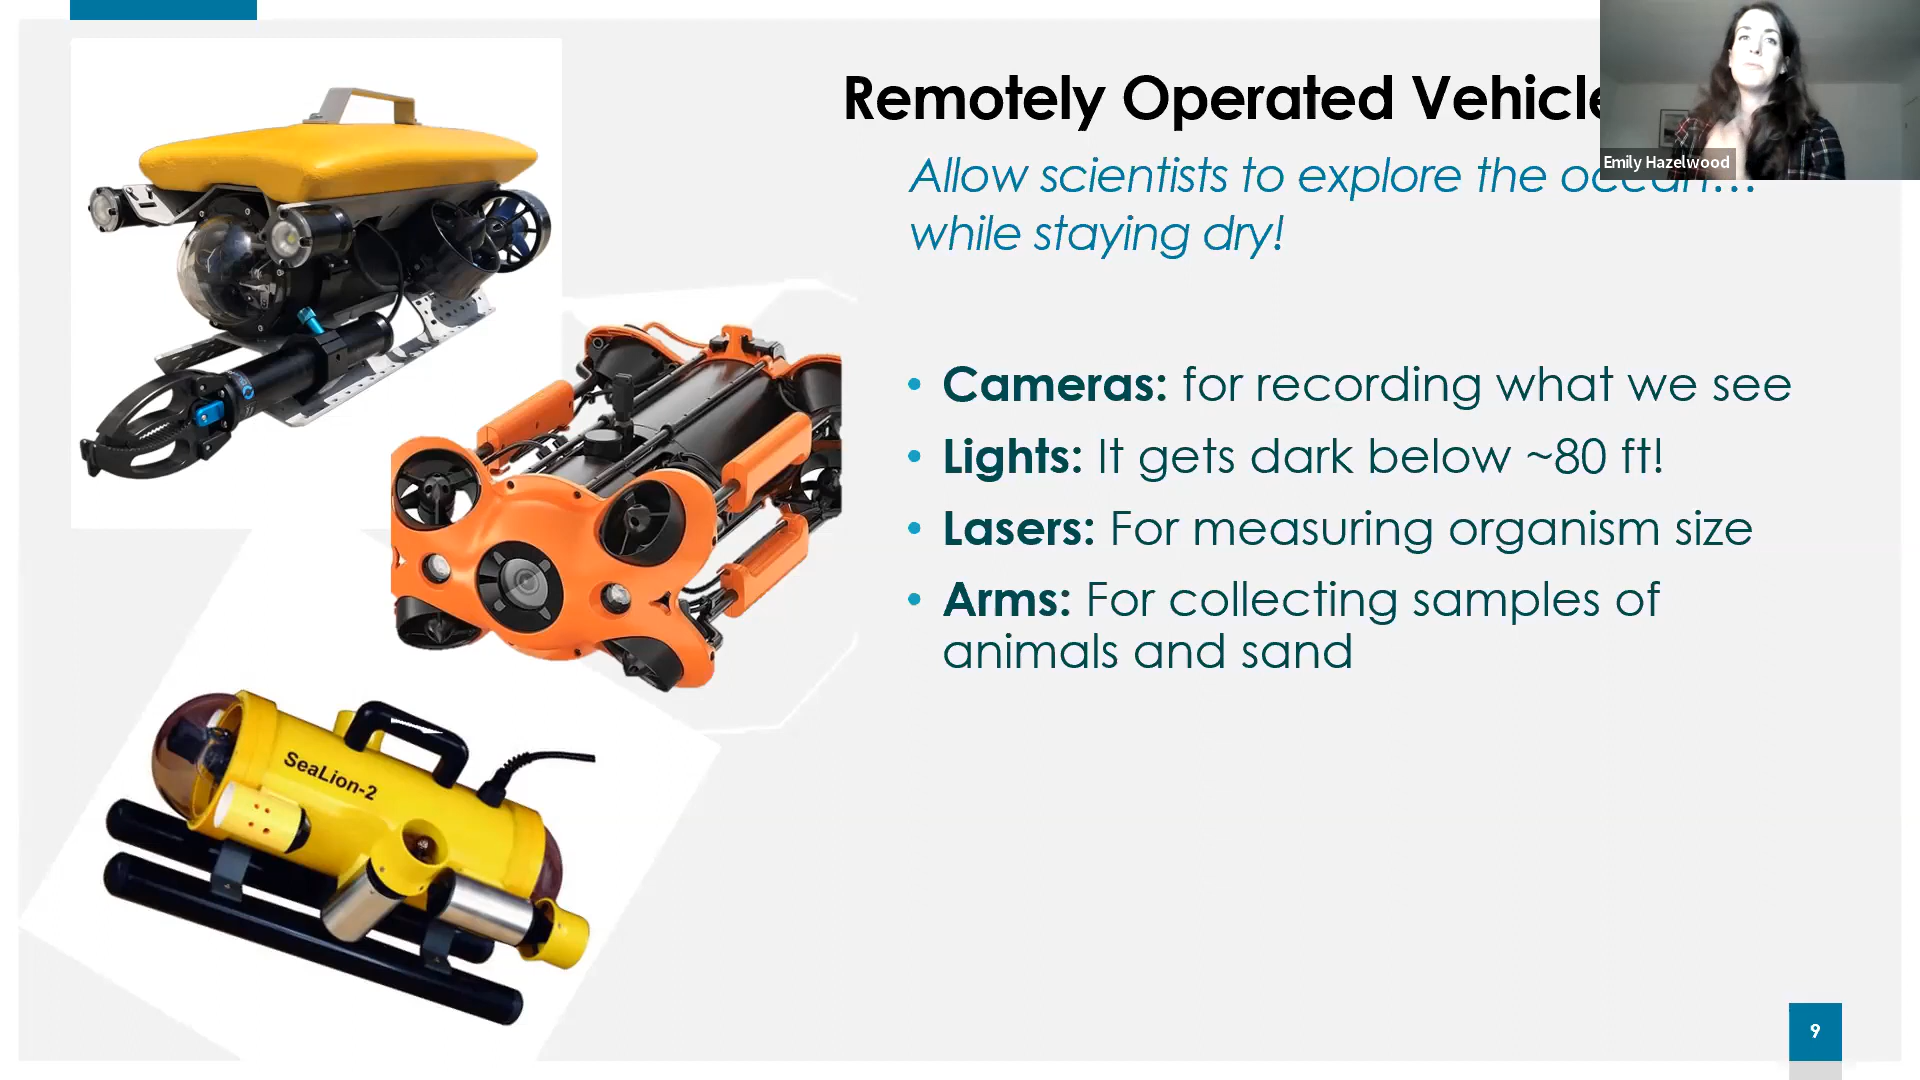 Remotely Operated Vehicle
Emily Hazelwood
Allow scientists to explore the ocean...
while staying dry!
• Cameras: for recording what we see
• Lights: It gets dark below ~80 ft!
• Lasers: For measuring organism size
• Arms: For collecting samples of
animals and sand
SeaLion-2
9